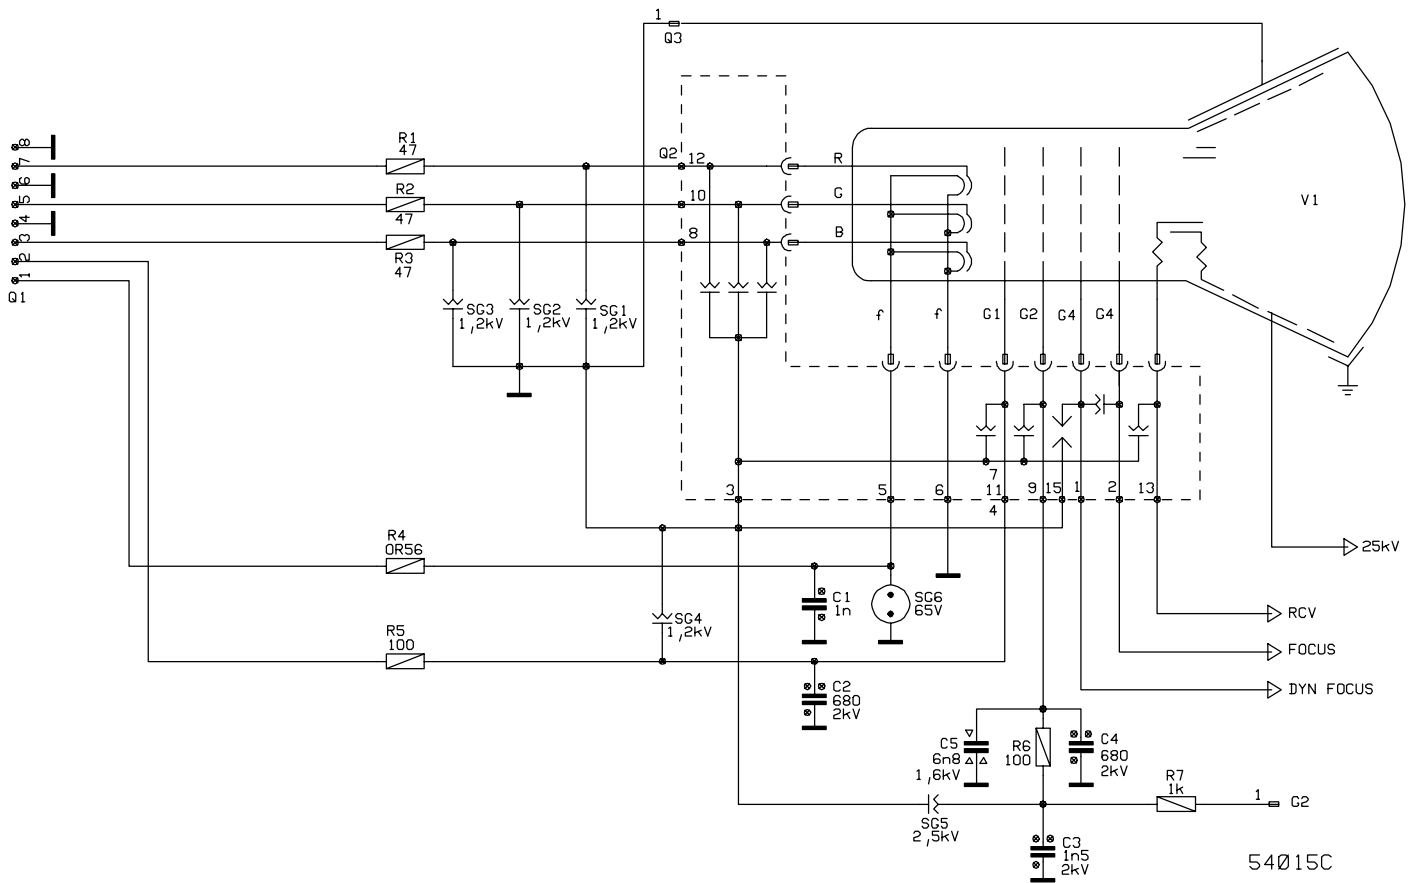 1
Q3
8
7
6
5
4
3
2
1
Q1
R1
47
R2
47
R3
47
Q2
12
10
8
R
G
B
V1
SG3
1,2kV
SG2
1,2kV
SG1
1,2kV
f
f
G1
G2
G4
G4
3
5
6
7
11
4
9
15
1
2
13
25kV
R4
0R56
C1
1n
SG6
65V
RCV
SG4
1,2kV
R5
100
FOCUS
C2
680
2kV
DYN FOCUS
C5
6n8
1,6kV
R6
100
C4
680
2kV
R7
1k
1
G2
SG5
2,5kV
C3
1n5
2kV
54015C